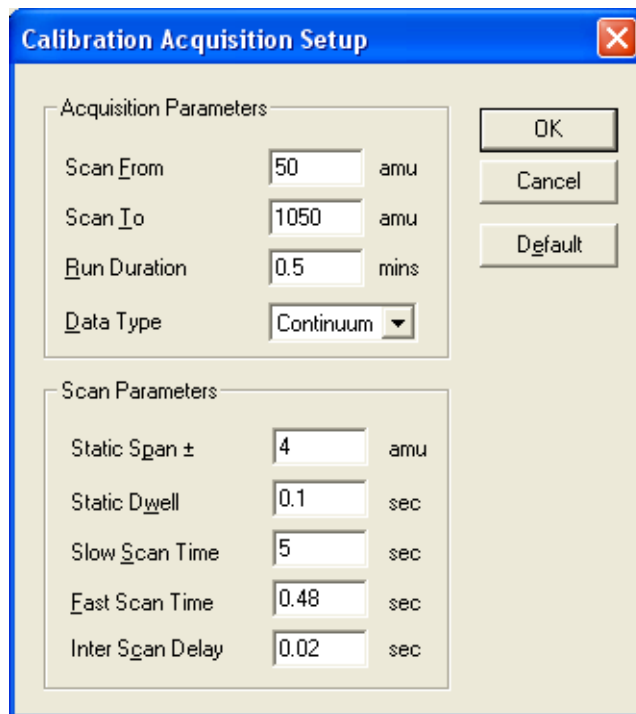 Calibration Acquisition Setup
Acquisition Parameters
Scan From 50 amu
Scan To 1050 amu
Run Duration 0.5 mins
Data Type Continuum
OK
Cancel
Default
Scan Parameters
Static Span ± 4 amu
Static Dwell 0.1 sec
Slow Scan Time 5 sec
Fast Scan Time 0.48 sec
Inter Scan Delay 0.02 sec